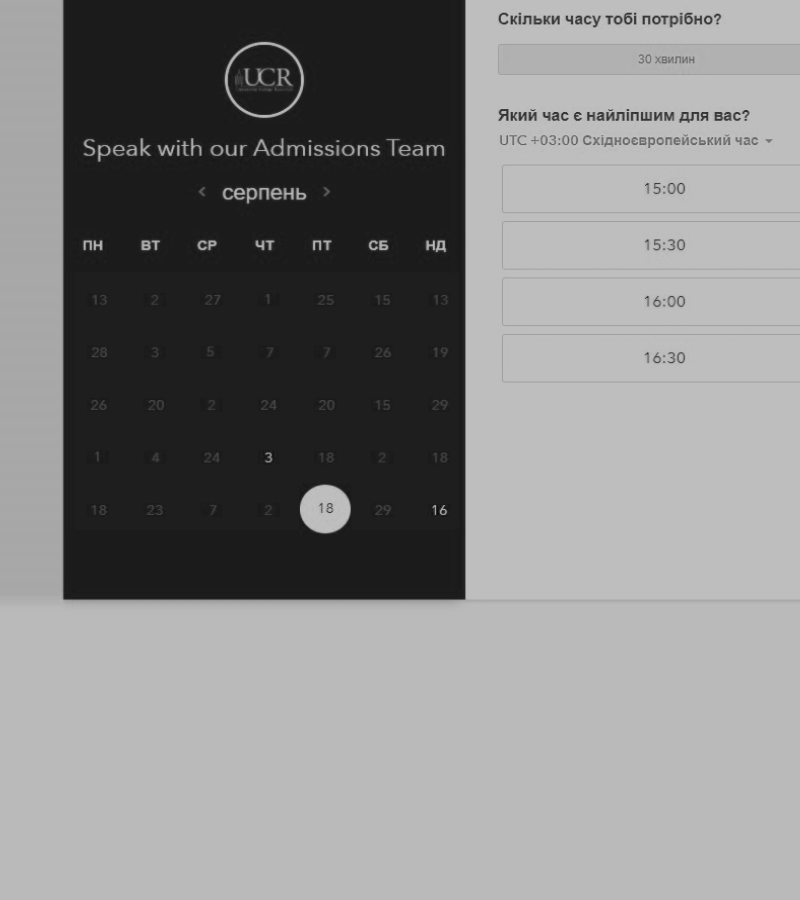 UCR
Speak with our Admissions Team
‹ серпень ›
ПН ВТ СР ЧТ ПТ СБ НД
13 2 27 1 25 15 13
28 3 5 7 7 26 19
26 20 2 24 20 15 29
1 4 24 3 18 2 18
18 23 7 2 18 29 16
Скільки часу тобі потрібно?
30 хвилин
Який час є найліпшим для вас?
UTC +03:00 Східноєвропейський час
15:00
15:30
16:00
16:30